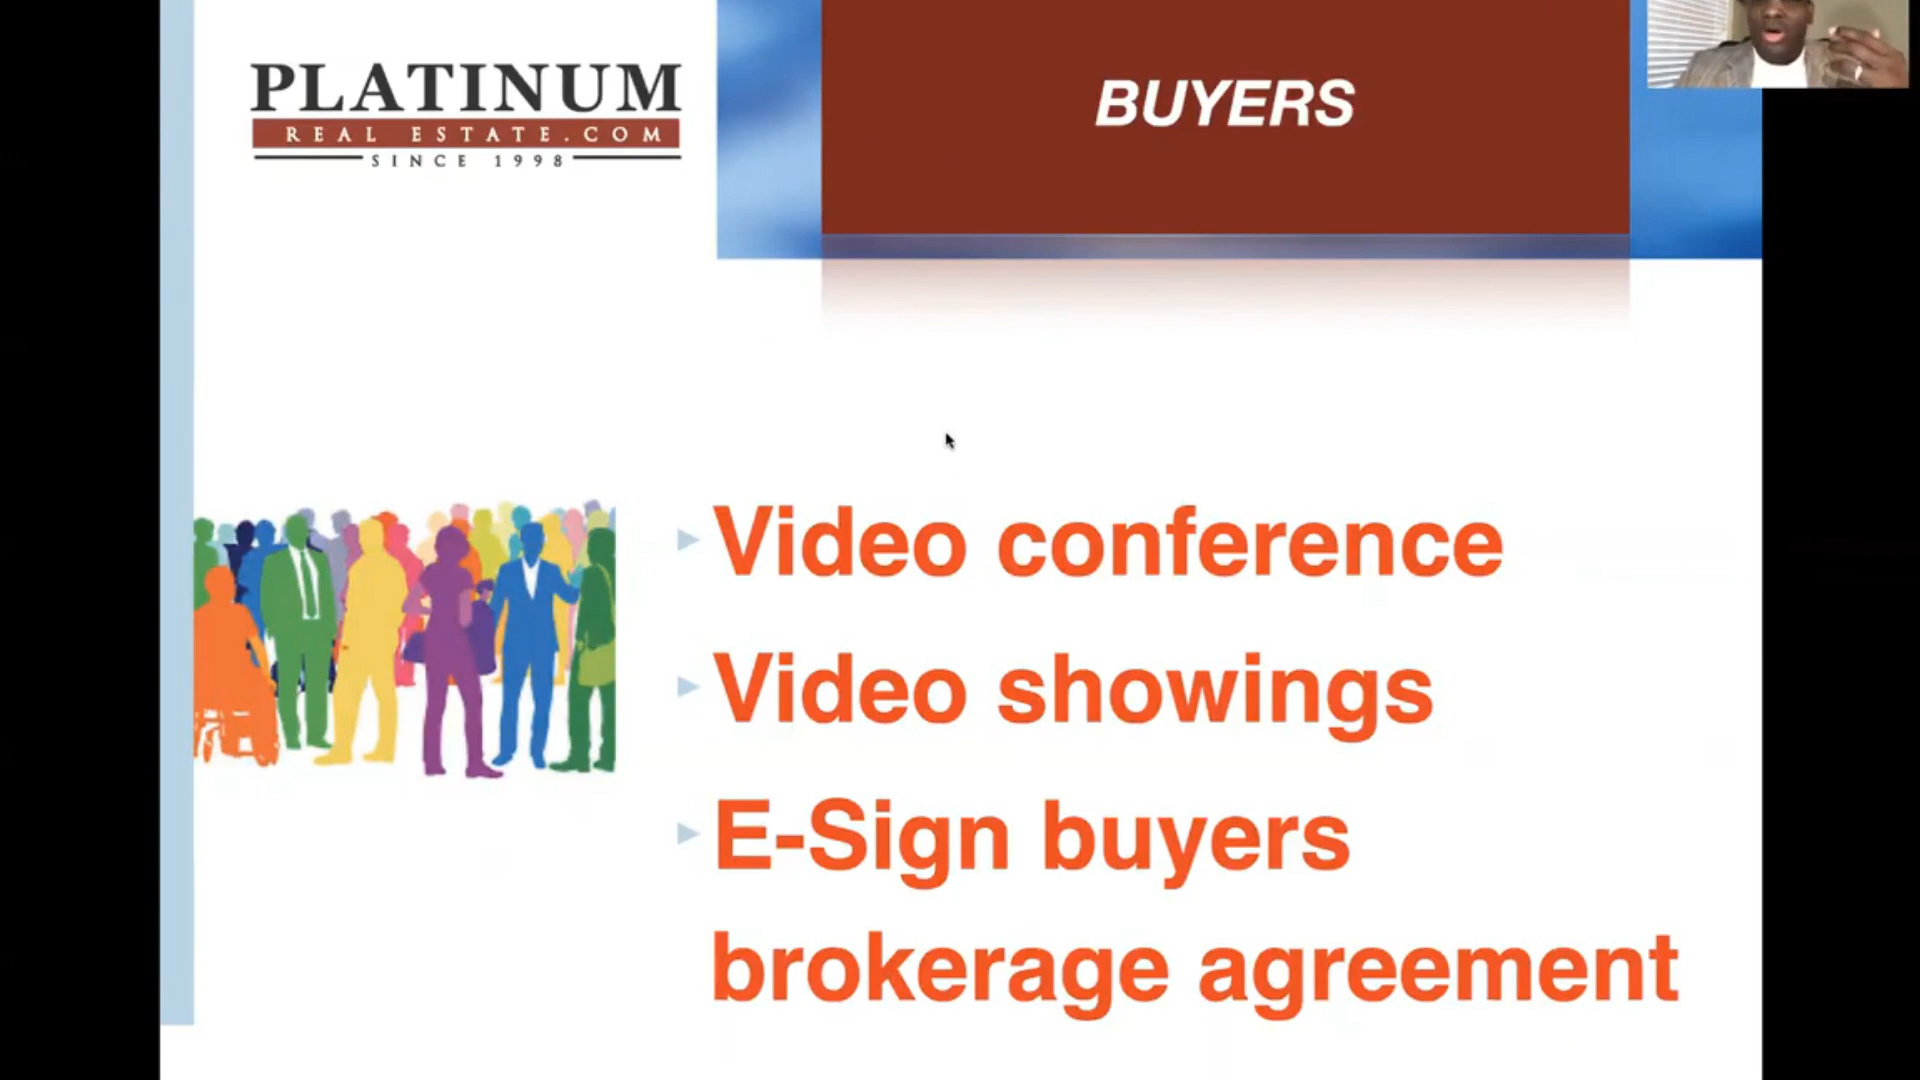 PLATINUM
REAL ESTATE.COM
SINCE 1998
BUYERS
Video conference
Video showings
E-Sign buyers
brokerage agreement